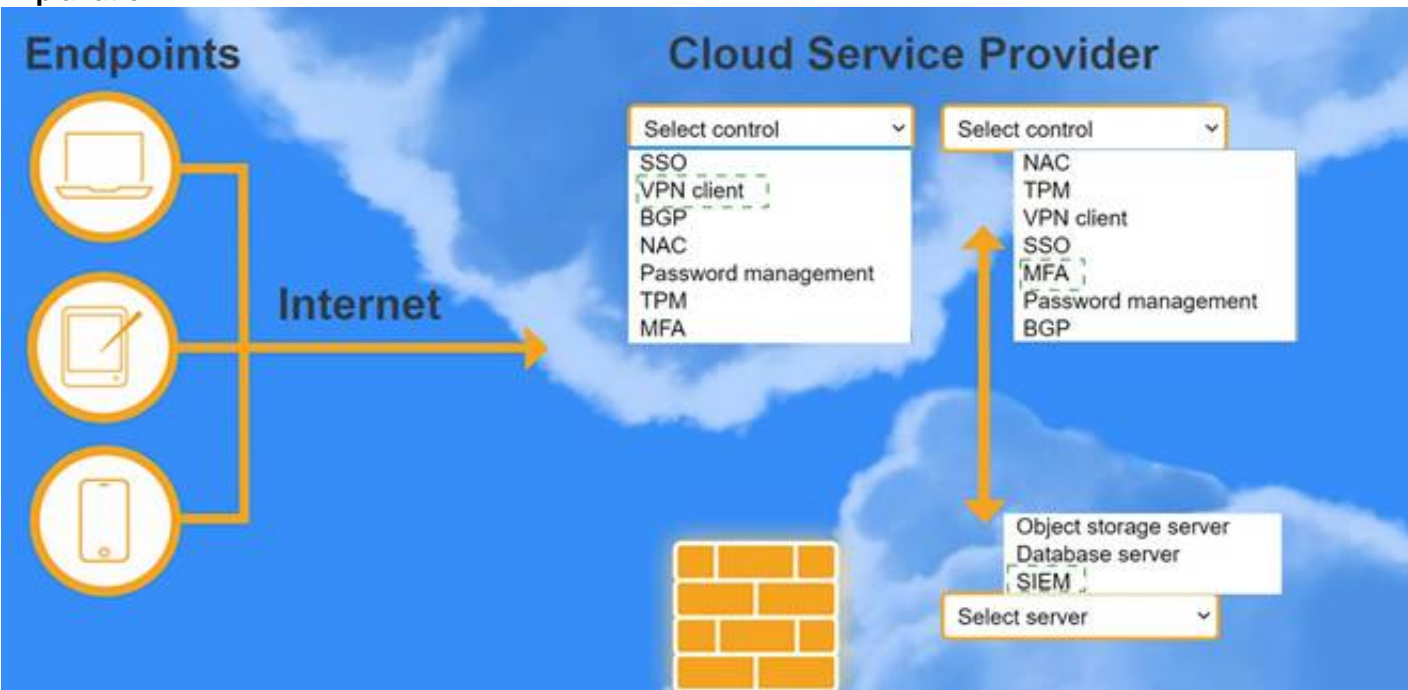 Endpoints
Cloud Service Provider
Select control
SSO
VPN client
BGP
NAC
Password management
TPM
MFA
Select control
NAC
TPM
VPN client
SSO
MFA
Password management
BGP
Internet
Object storage server
Database server
SIEM
Select server